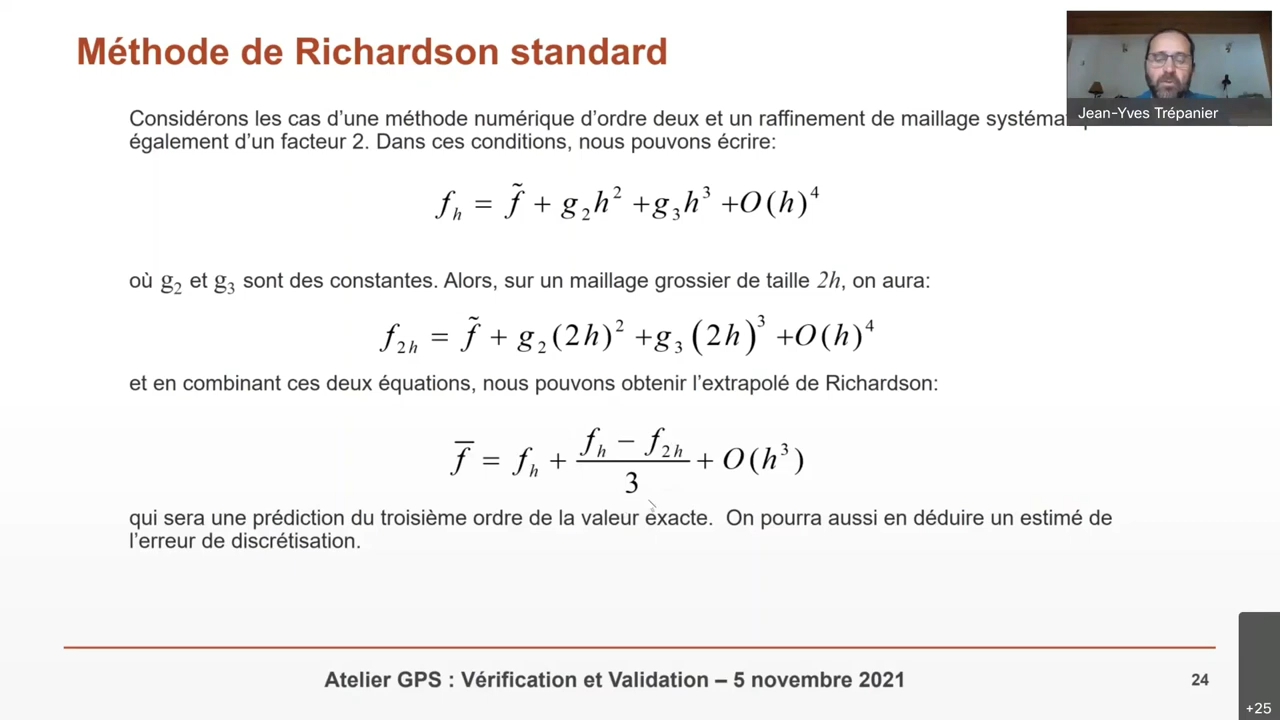 Méthode de Richardson standard
Jean-Yves Trépanier
Considérons les cas d'une méthode numérique d'ordre deux et un raffinement de maillage
également d'un facteur 2. Dans ces conditions, nous pouvons écrire:
f_h = f̃ + g_2h^2 + g_3h^3 + O(h)^4
où g_2 et g_3 sont des constantes. Alors, sur un maillage grossier de taille 2h, on aura:
f_{2h} = f̃ + g_2(2h)^2 + g_3(2h)^3 + O(h)^4
et en combinant ces deux équations, nous pouvons obtenir l'extrapolé de Richardson:
f̅ = f_h + (f_h − f_{2h})/3 + O(h^3)
qui sera une prédiction du troisième ordre de la valeur exacte. On pourra aussi en déduire un estimé de
l'erreur de discrétisation.
Atelier GPS : Vérification et Validation – 5 novembre 2021
24
+25